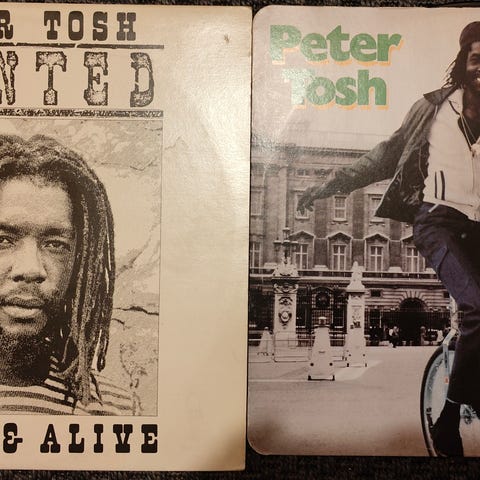 R TOSH
NTED
& ALIVE
Peter
Tosh